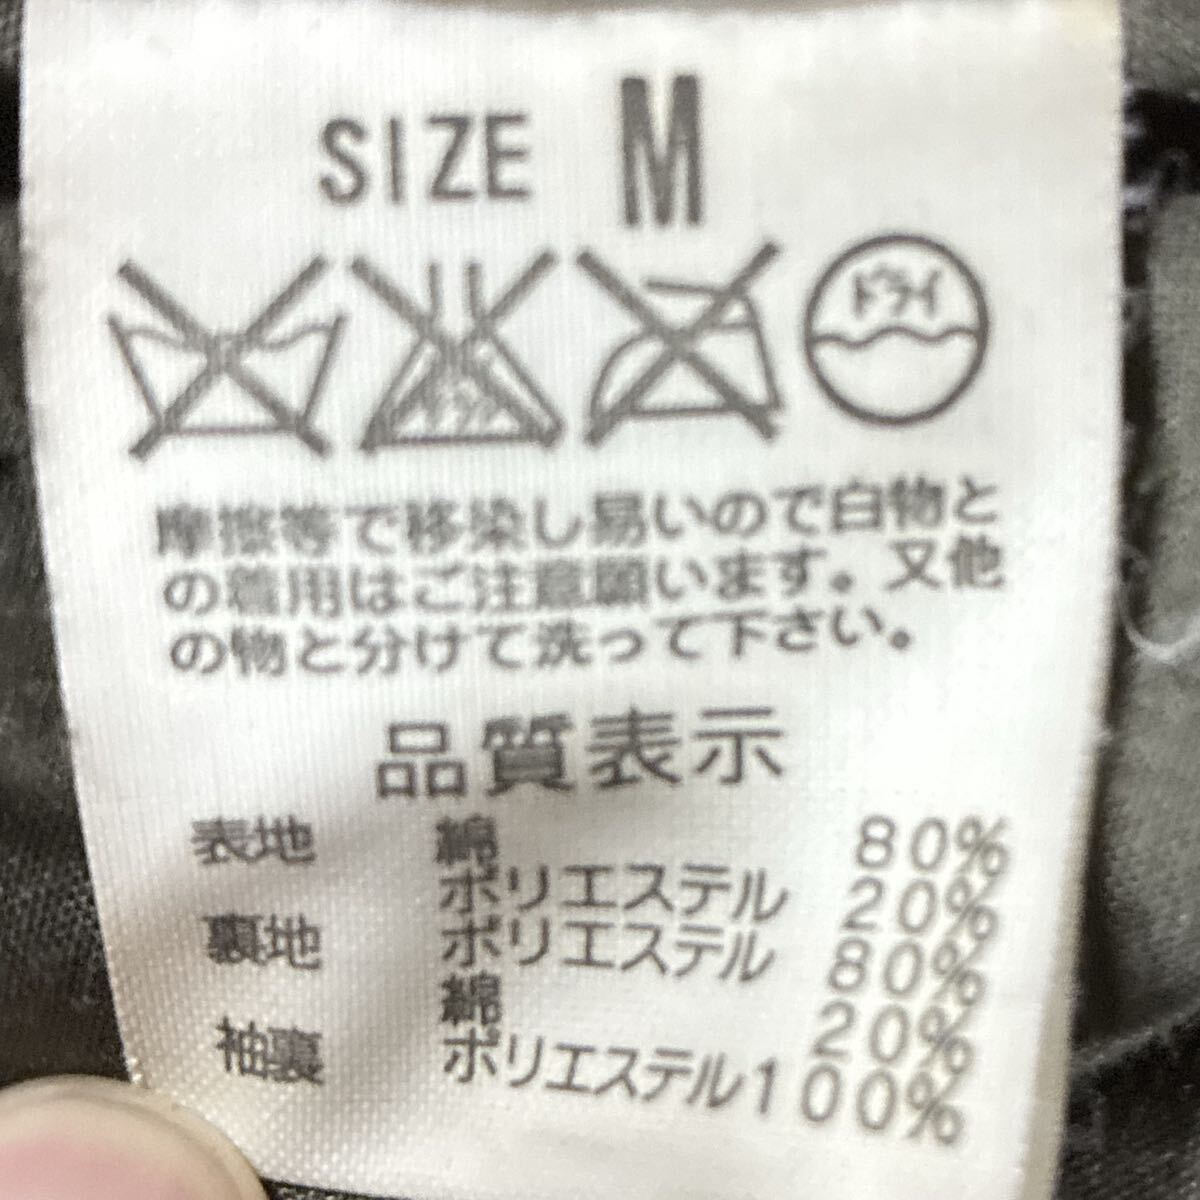 SIZE M
ドライ
摩擦等で移染し易いので白物と
の着用はご注意願います。又他
の物と分けて洗って下さい。
品質表示
表地 綿 80%
ポリエステル 20%
裏地 ポリエステル 80%
綿 20%
袖裏 ポリエステル100%